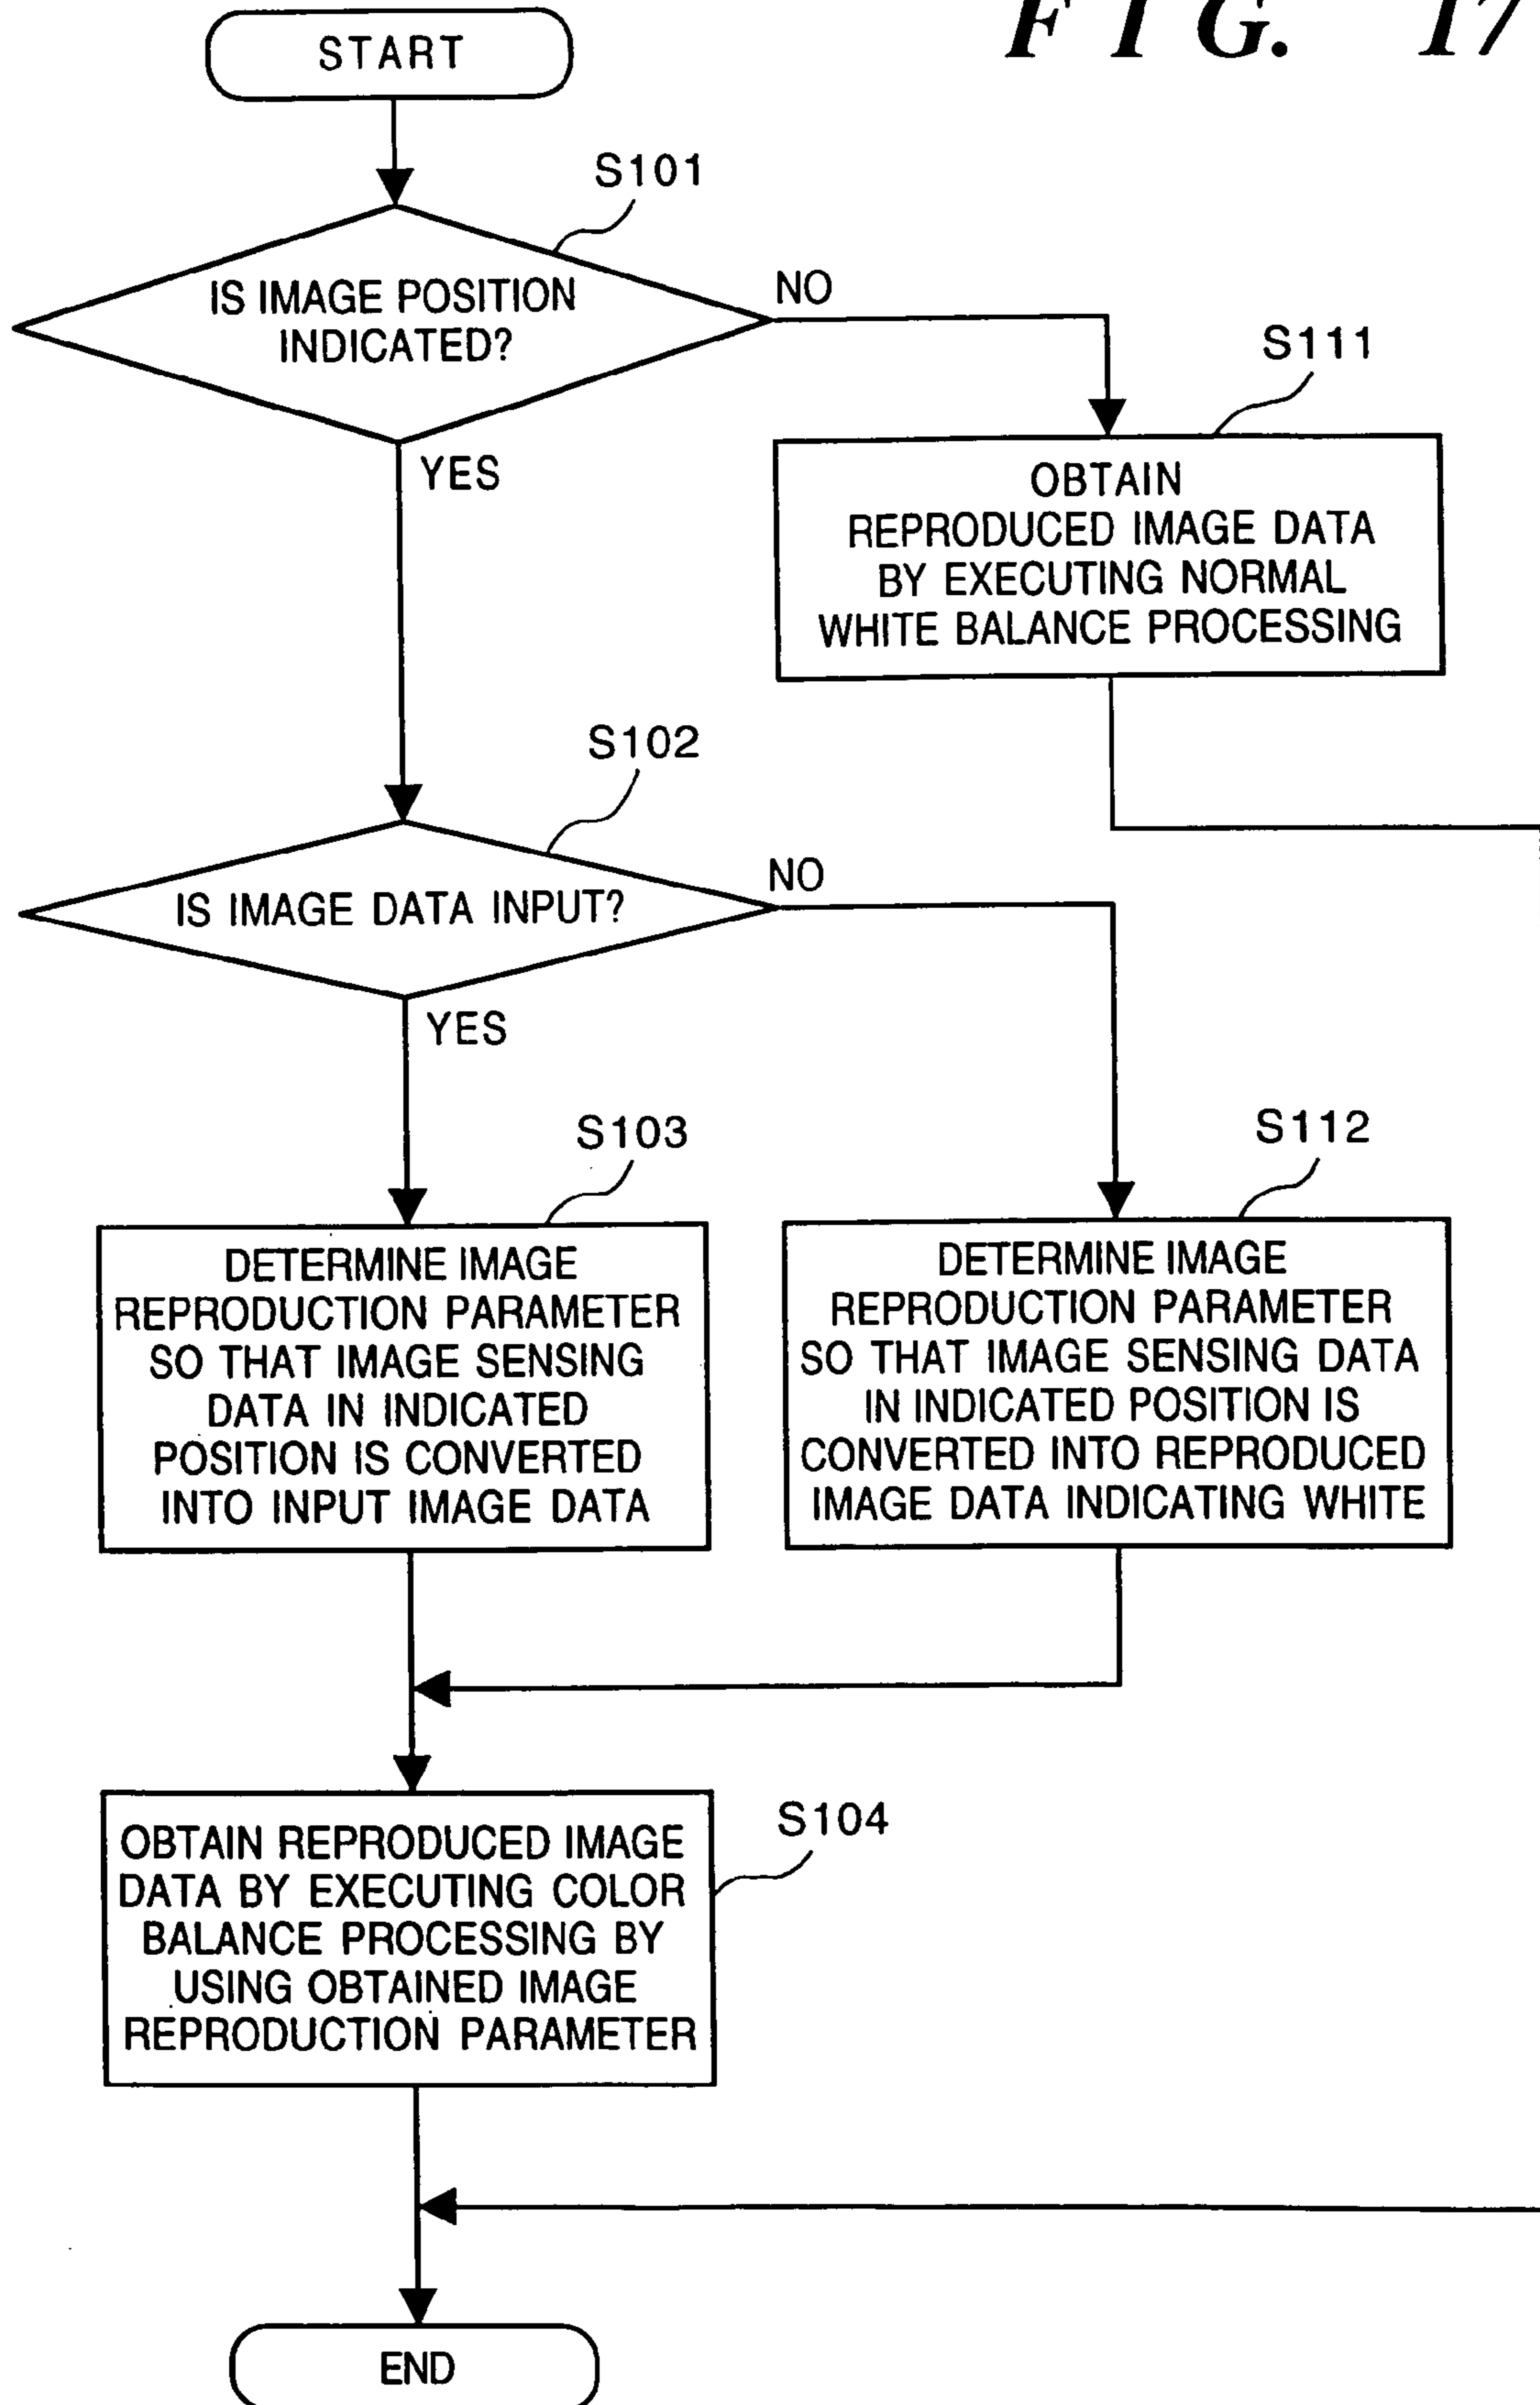 FIG. 17
START
S101
IS IMAGE POSITION
INDICATED?
NO
YES
S111
OBTAIN
REPRODUCED IMAGE DATA
BY EXECUTING NORMAL
WHITE BALANCE PROCESSING
S102
IS IMAGE DATA INPUT?
NO
YES
S103
DETERMINE IMAGE
REPRODUCTION PARAMETER
SO THAT IMAGE SENSING
DATA IN INDICATED
POSITION IS CONVERTED
INTO INPUT IMAGE DATA
S112
DETERMINE IMAGE
REPRODUCTION PARAMETER
SO THAT IMAGE SENSING DATA
IN INDICATED POSITION IS
CONVERTED INTO REPRODUCED
IMAGE DATA INDICATING WHITE
S104
OBTAIN REPRODUCED IMAGE
DATA BY EXECUTING COLOR
BALANCE PROCESSING BY
USING OBTAINED IMAGE
REPRODUCTION PARAMETER
END